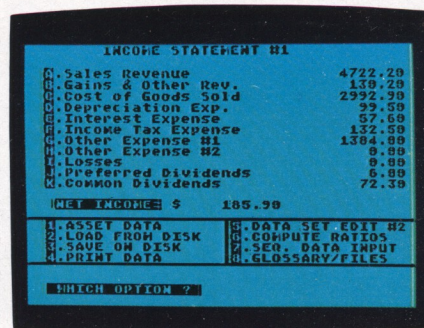 INCOME STATEMENT #1
A.Sales Revenue 4722.20
B.Gains & Other Rev. 130.20
C.Cost of Goods Sold 2992.90
D.Depreciation Exp. 99.50
E.Interest Expense 57.60
F.Income Tax Expense 132.50
G.Other Expense #1 1384.00
H.Other Expense #2 0.00
I.Losses 0.00
J.Preferred Dividends 6.00
K.Common Dividends 72.30
NET INCOME= $ 185.90
1.ASSET DATA 5.DATA SET EDIT #2
2.LOAD FROM DISK 6.COMPUTE RATIOS
3.SAVE ON DISK 7.SEQ. DATA INPUT
4.PRINT DATA 8.GLOSSARY/FILES
WHICH OPTION ?